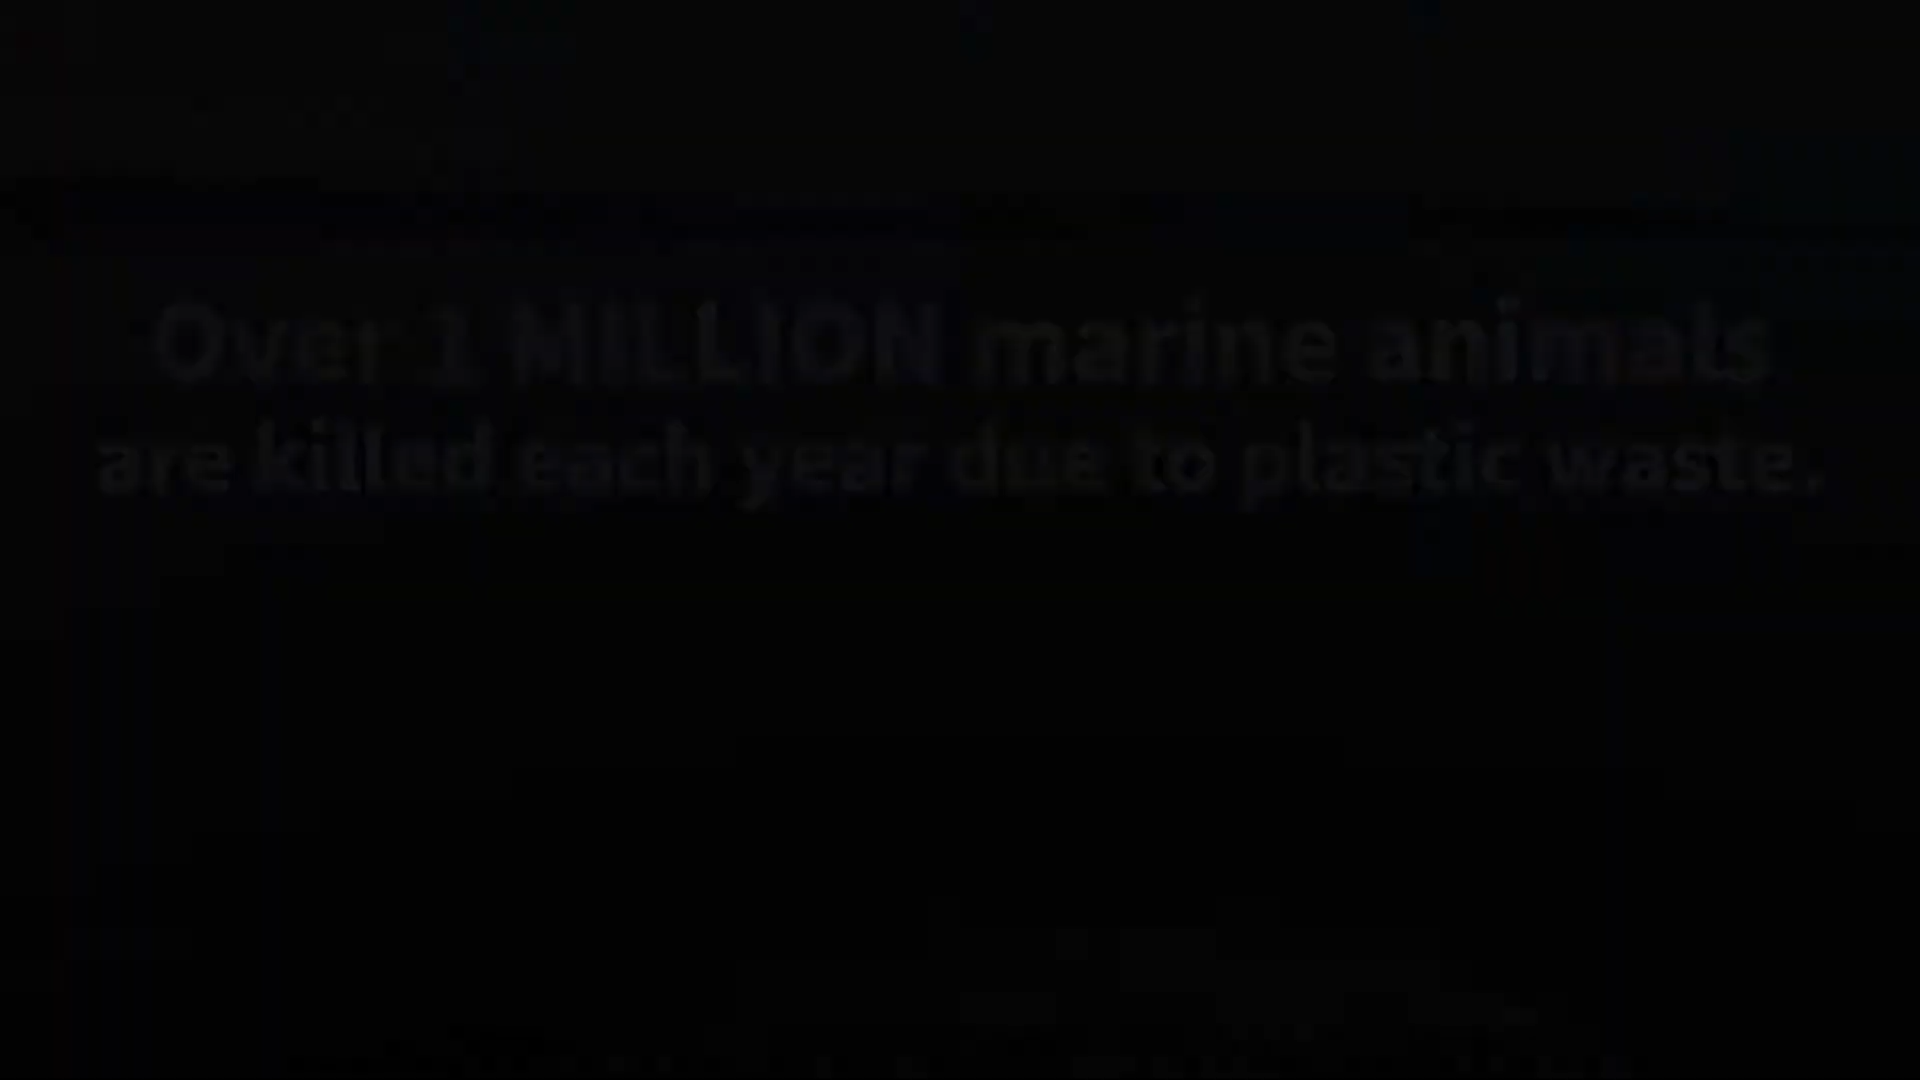 Over 1 MILLION marine animals
are killed each year due to plastic waste.